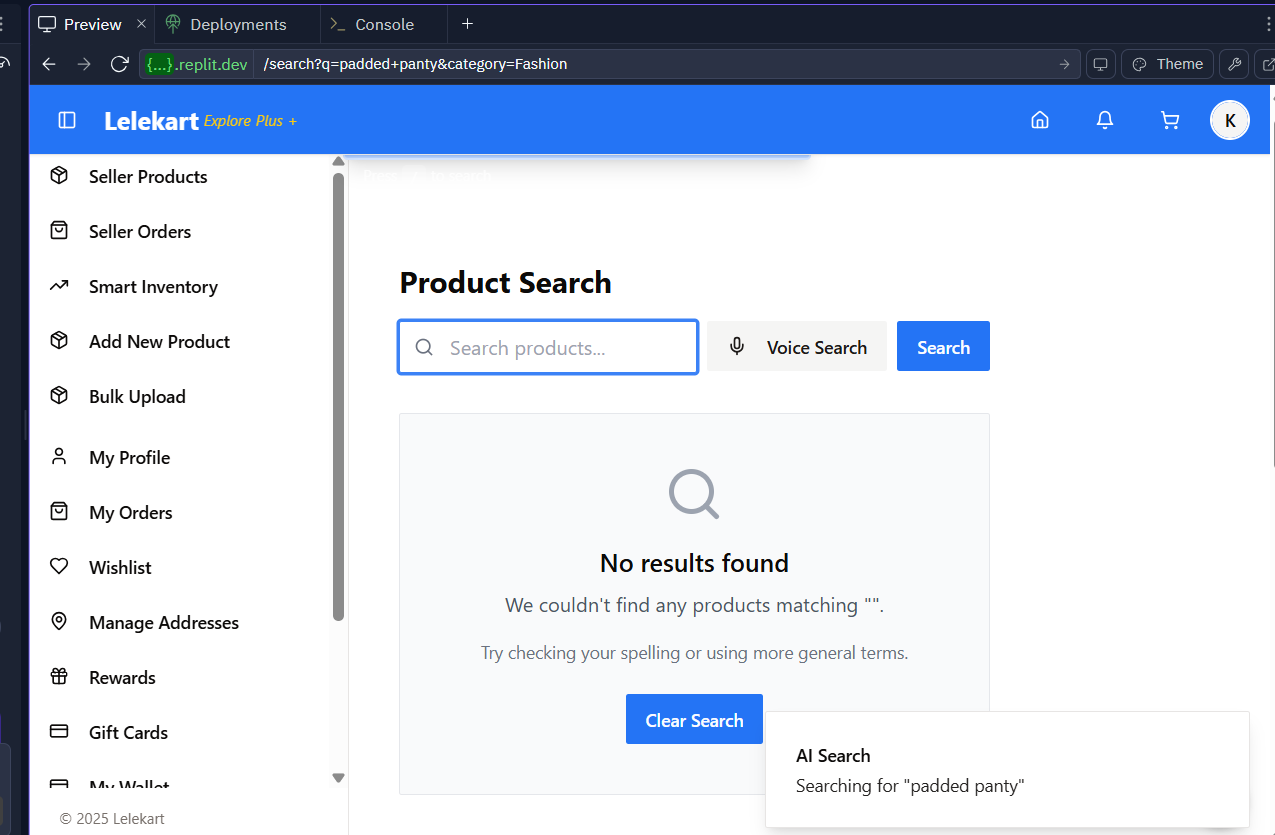 Preview
Deployments
Console
{...}.replit.dev
/search?q=padded+panty&category=Fashion
Theme
Lelekart Explore Plus +
K
Seller Products
Seller Orders
Smart Inventory
Add New Product
Bulk Upload
My Profile
My Orders
Wishlist
Manage Addresses
Rewards
Gift Cards
My Wallet
© 2025 Lelekart
Product Search
Search products...
Voice Search
Search
No results found
We couldn't find any products matching "".
Try checking your spelling or using more general terms.
Clear Search
AI Search
Searching for "padded panty"